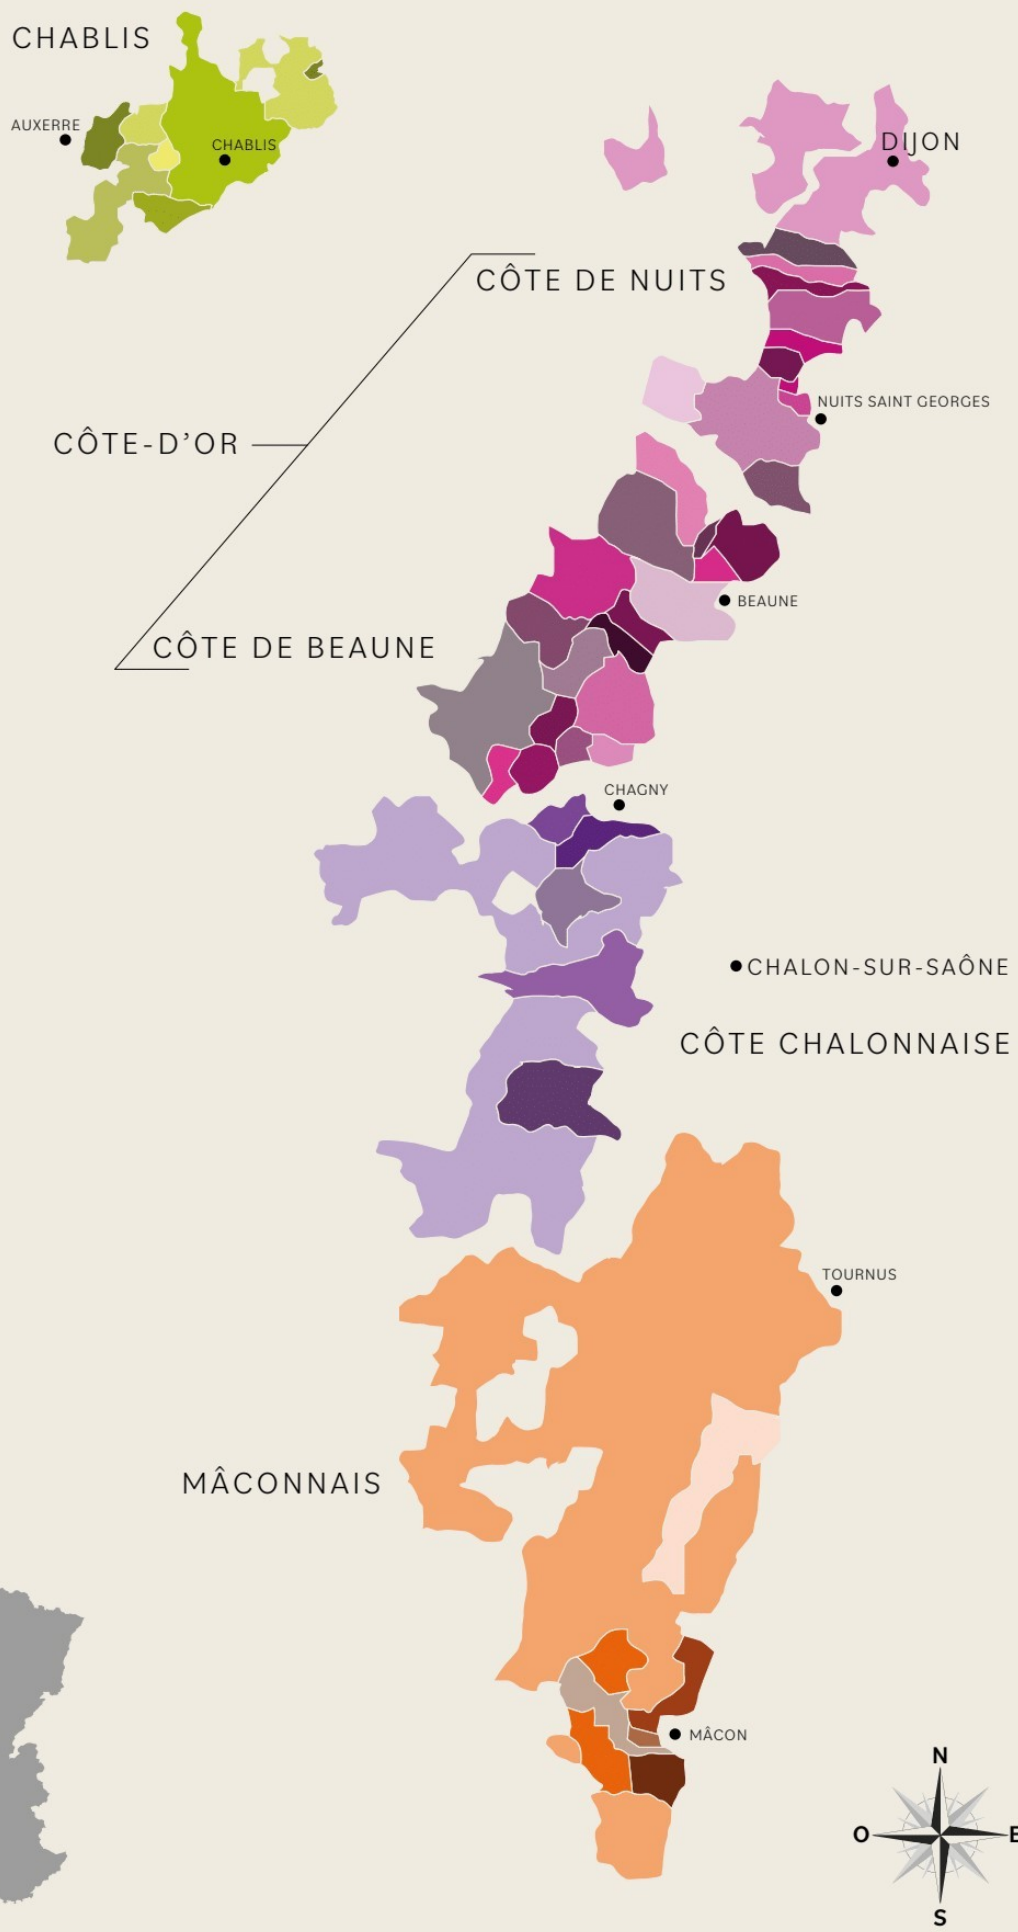 CHABLIS
AUXERRE
CHABLIS
DIJON
CÔTE DE NUITS
NUITS SAINT GEORGES
CÔTE-D'OR
BEAUNE
CÔTE DE BEAUNE
CHAGNY
CHALON-SUR-SAÔNE
CÔTE CHALONNAISE
TOURNUS
MÂCONNAIS
MÂCON
N
O
E
S